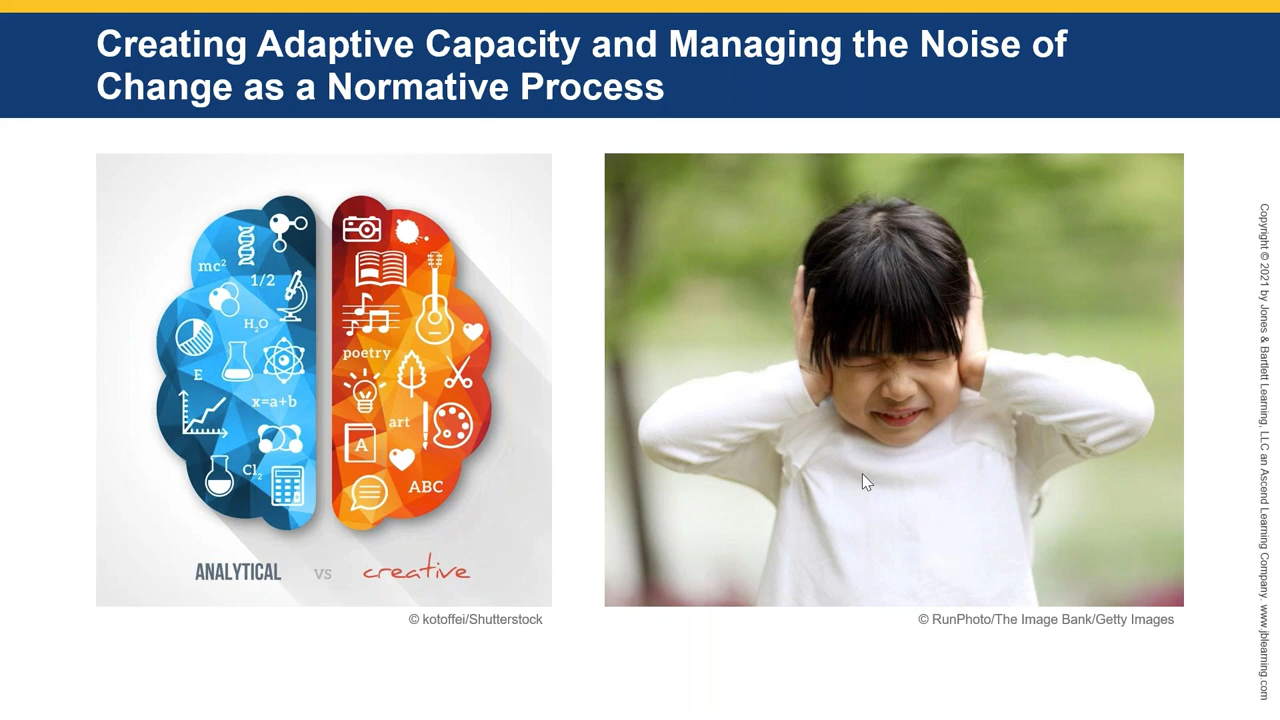 Creating Adaptive Capacity and Managing the Noise of
Change as a Normative Process
mc²
1/2
H₂O
E
x=a+b
Cl₂
poetry
art
A
ABC
ANALYTICAL vs creative
© kotoffei/Shutterstock
© RunPhoto/The Image Bank/Getty Images
Copyright © 2021 by Jones & Bartlett Learning, LLC an Ascend Learning Company. www.jblearning.com